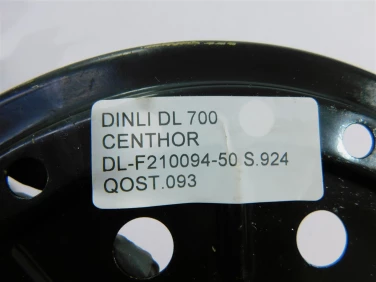 DINLI DL 700
CENTHOR
DL-F210094-50 S.924
QOST.093